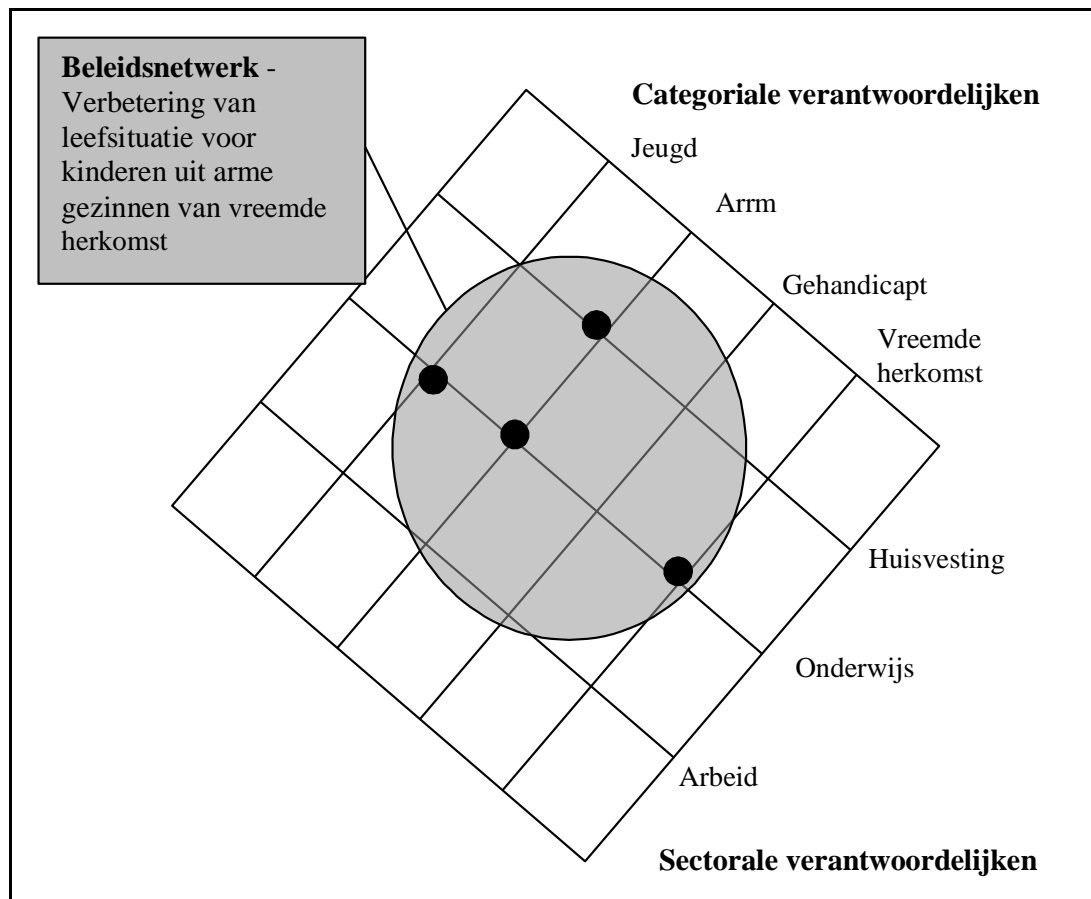 Beleidsnetwerk -
Verbetering van
leefsituatie voor
kinderen uit arme
gezinnen van vreemde
herkomst
Categoriale verantwoordelijken
Jeugd
Arrm
Gehandicapt
Vreemde
herkomst
Huisvesting
Onderwijs
Arbeid
Sectorale verantwoordelijken